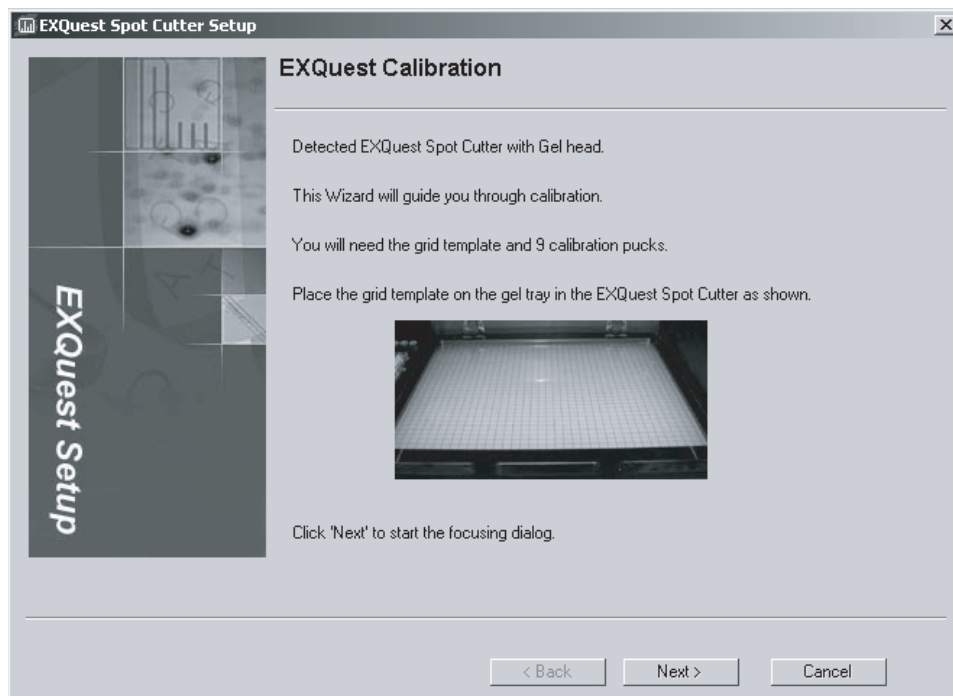 EXQuest Spot Cutter Setup
EXQuest Calibration
Detected EXQuest Spot Cutter with Gel head.
This Wizard will guide you through calibration.
You will need the grid template and 9 calibration pucks.
Place the grid template on the gel tray in the EXQuest Spot Cutter as shown.
EXQuest Setup
Click 'Next' to start the focusing dialog.
< Back
Next >
Cancel